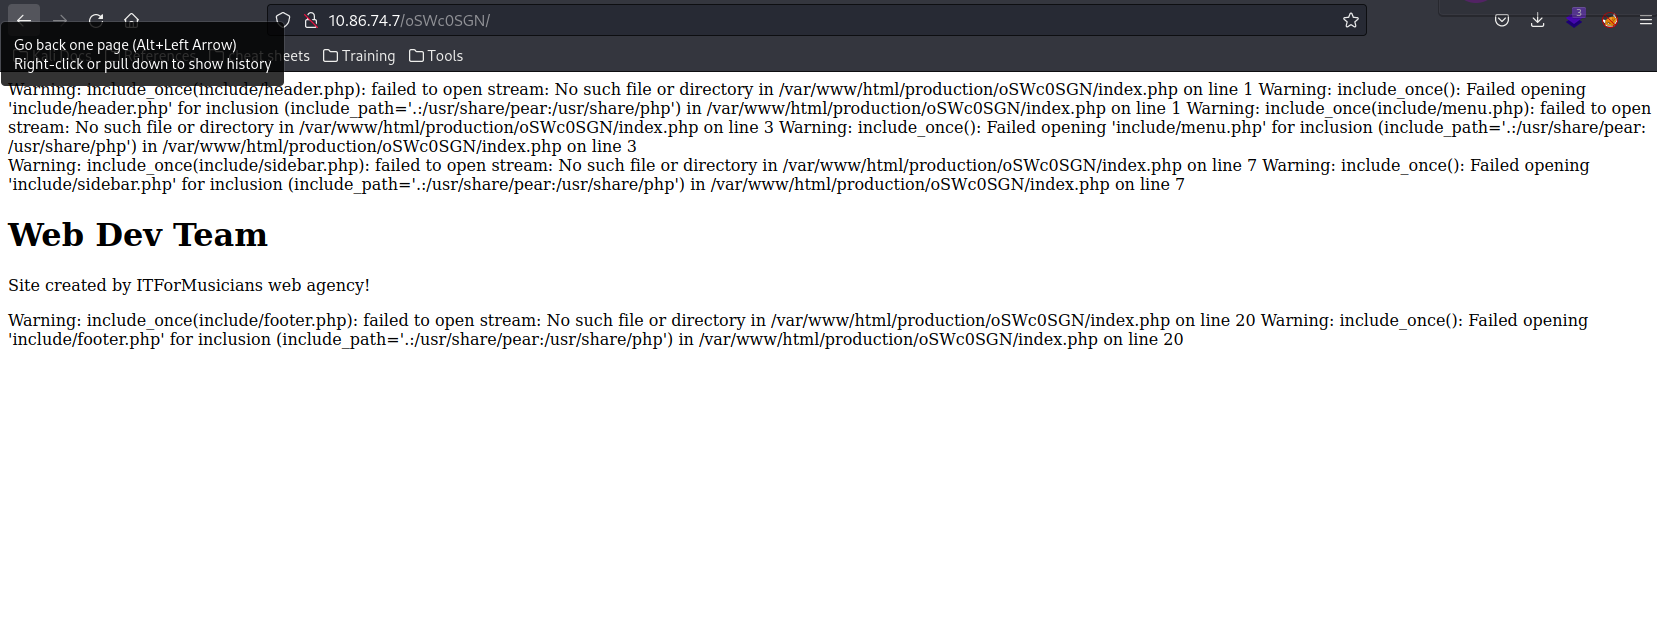 10.86.74.7/oSWc0SGN/
3
Go back one page (Alt+Left Arrow)
Right-click or pull down to show history
sheets Training Tools
Warning: include_once(include/header.php): failed to open stream: No such file or directory in /var/www/html/production/oSWc0SGN/index.php on line 1 Warning: include_once(): Failed opening
'include/header.php' for inclusion (include_path='.:/usr/share/pear:/usr/share/php') in /var/www/html/production/oSWc0SGN/index.php on line 1 Warning: include_once(include/menu.php): failed to open
stream: No such file or directory in /var/www/html/production/oSWc0SGN/index.php on line 3 Warning: include_once(): Failed opening 'include/menu.php' for inclusion (include_path='.:/usr/share/pear:
/usr/share/php') in /var/www/html/production/oSWc0SGN/index.php on line 3
Warning: include_once(include/sidebar.php): failed to open stream: No such file or directory in /var/www/html/production/oSWc0SGN/index.php on line 7 Warning: include_once(): Failed opening
'include/sidebar.php' for inclusion (include_path='.:/usr/share/pear:/usr/share/php') in /var/www/html/production/oSWc0SGN/index.php on line 7
Web Dev Team
Site created by ITForMusicians web agency!
Warning: include_once(include/footer.php): failed to open stream: No such file or directory in /var/www/html/production/oSWc0SGN/index.php on line 20 Warning: include_once(): Failed opening
'include/footer.php' for inclusion (include_path='.:/usr/share/pear:/usr/share/php') in /var/www/html/production/oSWc0SGN/index.php on line 20